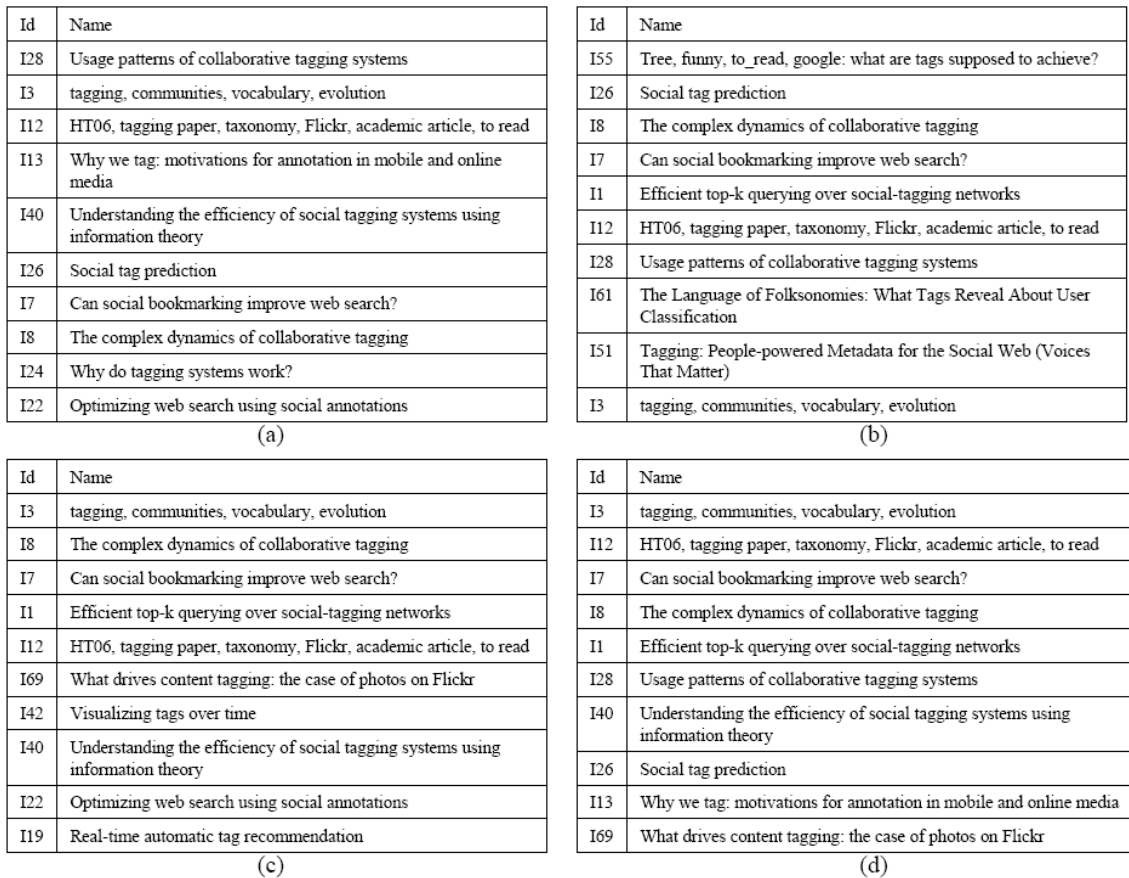 Id Name
I28 Usage patterns of collaborative tagging systems
I3 tagging, communities, vocabulary, evolution
I12 HT06, tagging paper, taxonomy, Flickr, academic article, to read
I13 Why we tag: motivations for annotation in mobile and online
media
I40 Understanding the efficiency of social tagging systems using
information theory
I26 Social tag prediction
I7 Can social bookmarking improve web search?
I8 The complex dynamics of collaborative tagging
I24 Why do tagging systems work?
I22 Optimizing web search using social annotations
(a)
Id Name
I55 Tree, funny, to_read, google: what are tags supposed to achieve?
I26 Social tag prediction
I8 The complex dynamics of collaborative tagging
I7 Can social bookmarking improve web search?
I1 Efficient top-k querying over social-tagging networks
I12 HT06, tagging paper, taxonomy, Flickr, academic article, to read
I28 Usage patterns of collaborative tagging systems
I61 The Language of Folksonomies: What Tags Reveal About User
Classification
I51 Tagging: People-powered Metadata for the Social Web (Voices
That Matter)
I3 tagging, communities, vocabulary, evolution
(b)
Id Name
I3 tagging, communities, vocabulary, evolution
I8 The complex dynamics of collaborative tagging
I7 Can social bookmarking improve web search?
I1 Efficient top-k querying over social-tagging networks
I12 HT06, tagging paper, taxonomy, Flickr, academic article, to read
I69 What drives content tagging: the case of photos on Flickr
I42 Visualizing tags over time
I40 Understanding the efficiency of social tagging systems using
information theory
I22 Optimizing web search using social annotations
I19 Real-time automatic tag recommendation
(c)
Id Name
I3 tagging, communities, vocabulary, evolution
I12 HT06, tagging paper, taxonomy, Flickr, academic article, to read
I7 Can social bookmarking improve web search?
I8 The complex dynamics of collaborative tagging
I1 Efficient top-k querying over social-tagging networks
I28 Usage patterns of collaborative tagging systems
I40 Understanding the efficiency of social tagging systems using
information theory
I26 Social tag prediction
I13 Why we tag: motivations for annotation in mobile and online media
I69 What drives content tagging: the case of photos on Flickr
(d)